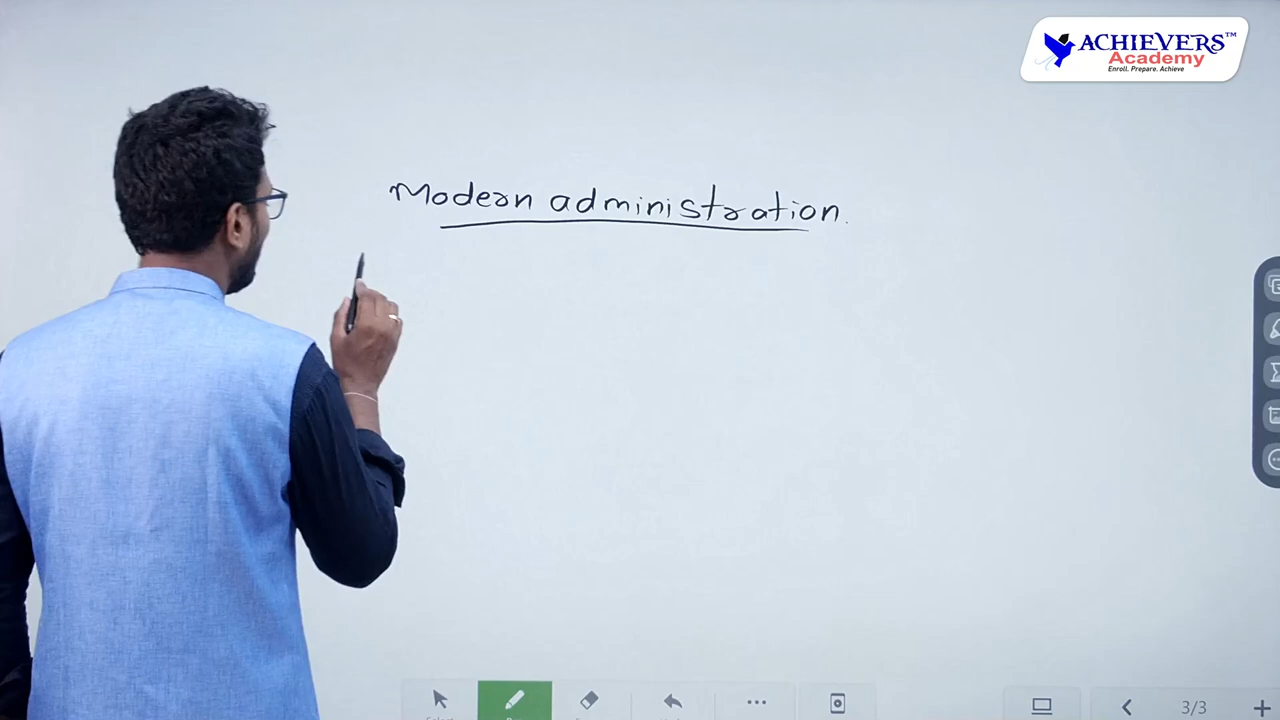 ACHIEVERS™
Academy
Enroll. Prepare. Achieve
Modern administration.
3/3